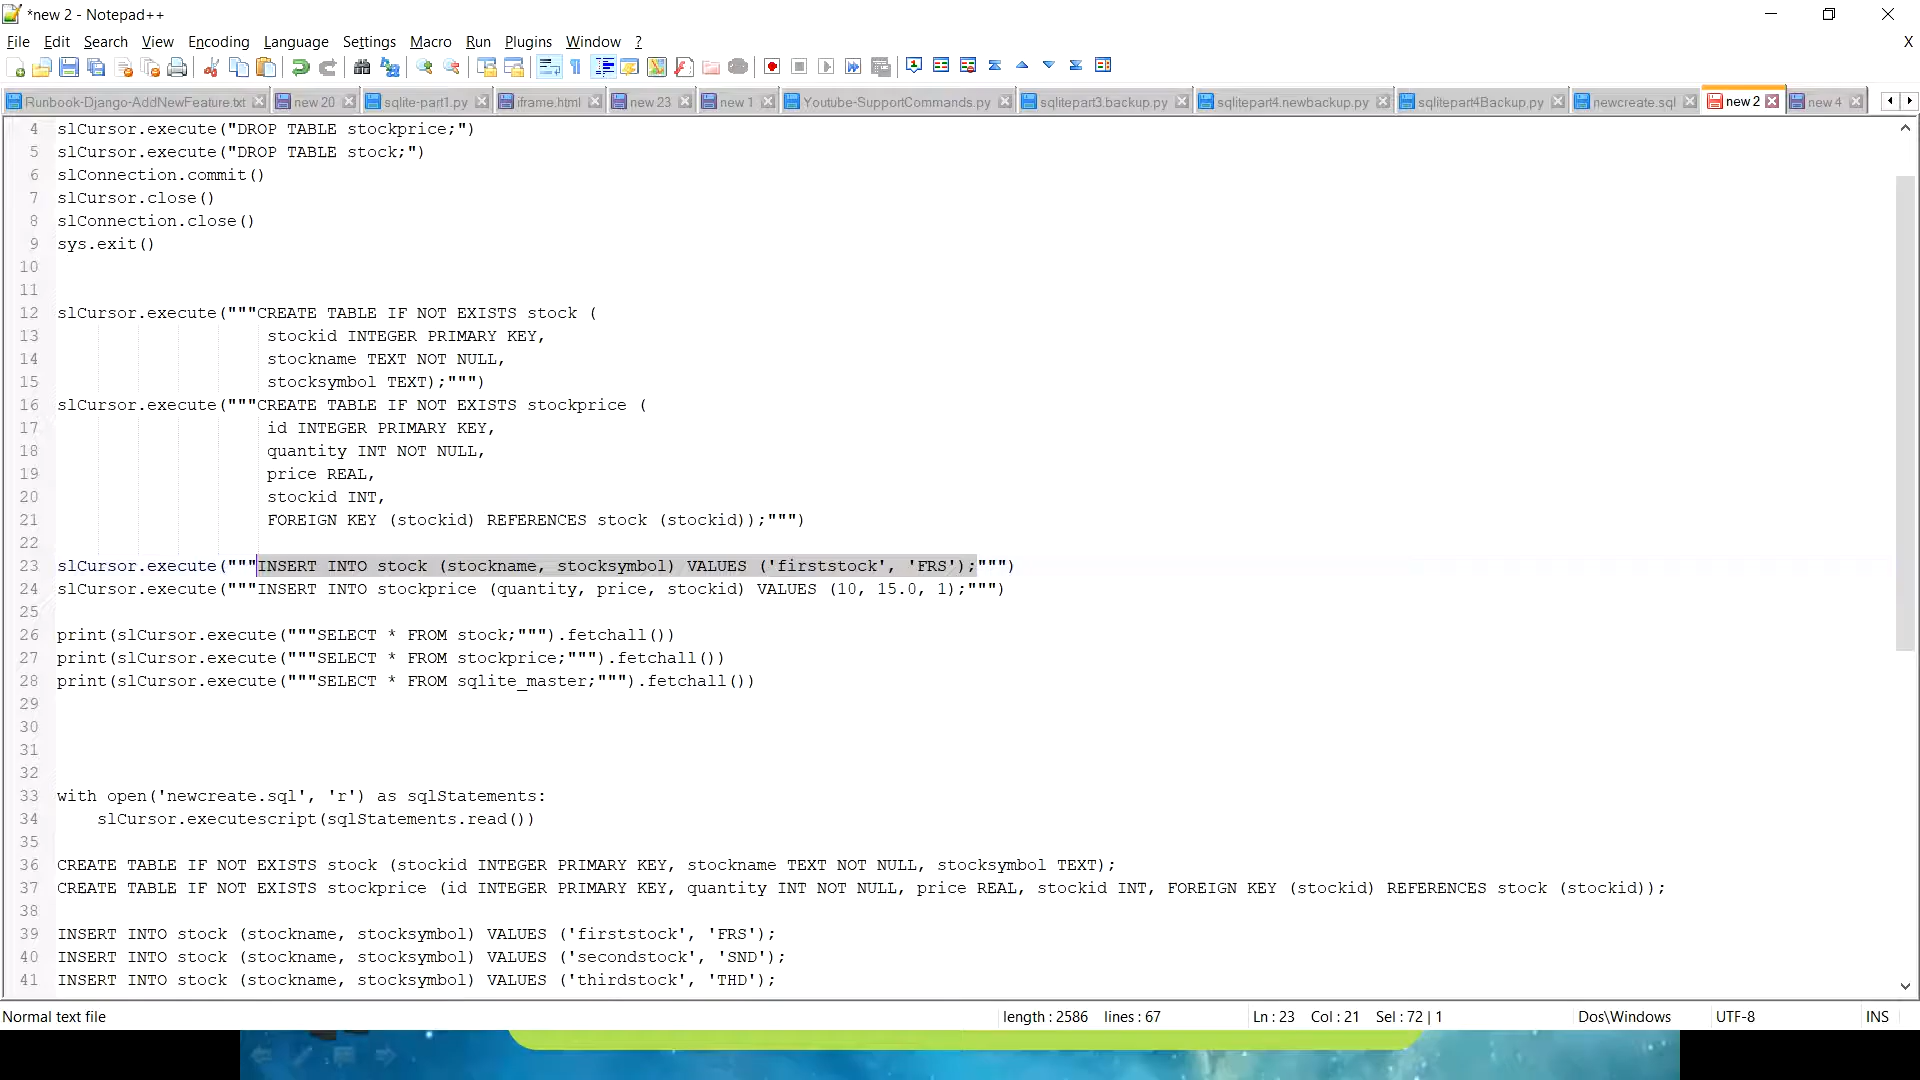 *new 2 - Notepad++
File Edit Search View Encoding Language Settings Macro Run Plugins Window ?
X
Runbook-Django-AddNewFeature.txt new 20 sqlite-part1.py iframe.html new 23 new 1 Youtube-SupportCommands.py sqlitepart3.backup.py sqlitepart4.newbackup.py sqlitepart4Backup.py newcreate.sql new 2 new 4
4 slCursor.execute("DROP TABLE stockprice;")
5 slCursor.execute("DROP TABLE stock;")
6 slConnection.commit()
7 slCursor.close()
8 slConnection.close()
9 sys.exit()
10
11
12 slCursor.execute("""CREATE TABLE IF NOT EXISTS stock (
13 stockid INTEGER PRIMARY KEY,
14 stockname TEXT NOT NULL,
15 stocksymbol TEXT);""")
16 slCursor.execute("""CREATE TABLE IF NOT EXISTS stockprice (
17 id INTEGER PRIMARY KEY,
18 quantity INT NOT NULL,
19 price REAL,
20 stockid INT,
21 FOREIGN KEY (stockid) REFERENCES stock (stockid));""")
22
23 slCursor.execute("""INSERT INTO stock (stockname, stocksymbol) VALUES ('firststock', 'FRS');""")
24 slCursor.execute("""INSERT INTO stockprice (quantity, price, stockid) VALUES (10, 15.0, 1);""")
25
26 print(slCursor.execute("""SELECT * FROM stock;""").fetchall())
27 print(slCursor.execute("""SELECT * FROM stockprice;""").fetchall())
28 print(slCursor.execute("""SELECT * FROM sqlite_master;""").fetchall())
29
30
31
32
33 with open('newcreate.sql', 'r') as sqlStatements:
34 slCursor.executescript(sqlStatements.read())
35
36 CREATE TABLE IF NOT EXISTS stock (stockid INTEGER PRIMARY KEY, stockname TEXT NOT NULL, stocksymbol TEXT);
37 CREATE TABLE IF NOT EXISTS stockprice (id INTEGER PRIMARY KEY, quantity INT NOT NULL, price REAL, stockid INT, FOREIGN KEY (stockid) REFERENCES stock (stockid));
38
39 INSERT INTO stock (stockname, stocksymbol) VALUES ('firststock', 'FRS');
40 INSERT INTO stock (stockname, stocksymbol) VALUES ('secondstock', 'SND');
41 INSERT INTO stock (stockname, stocksymbol) VALUES ('thirdstock', 'THD');
Normal text file length : 2586 lines : 67 Ln : 23 Col : 21 Sel : 72 | 1 Dos\Windows UTF-8 INS